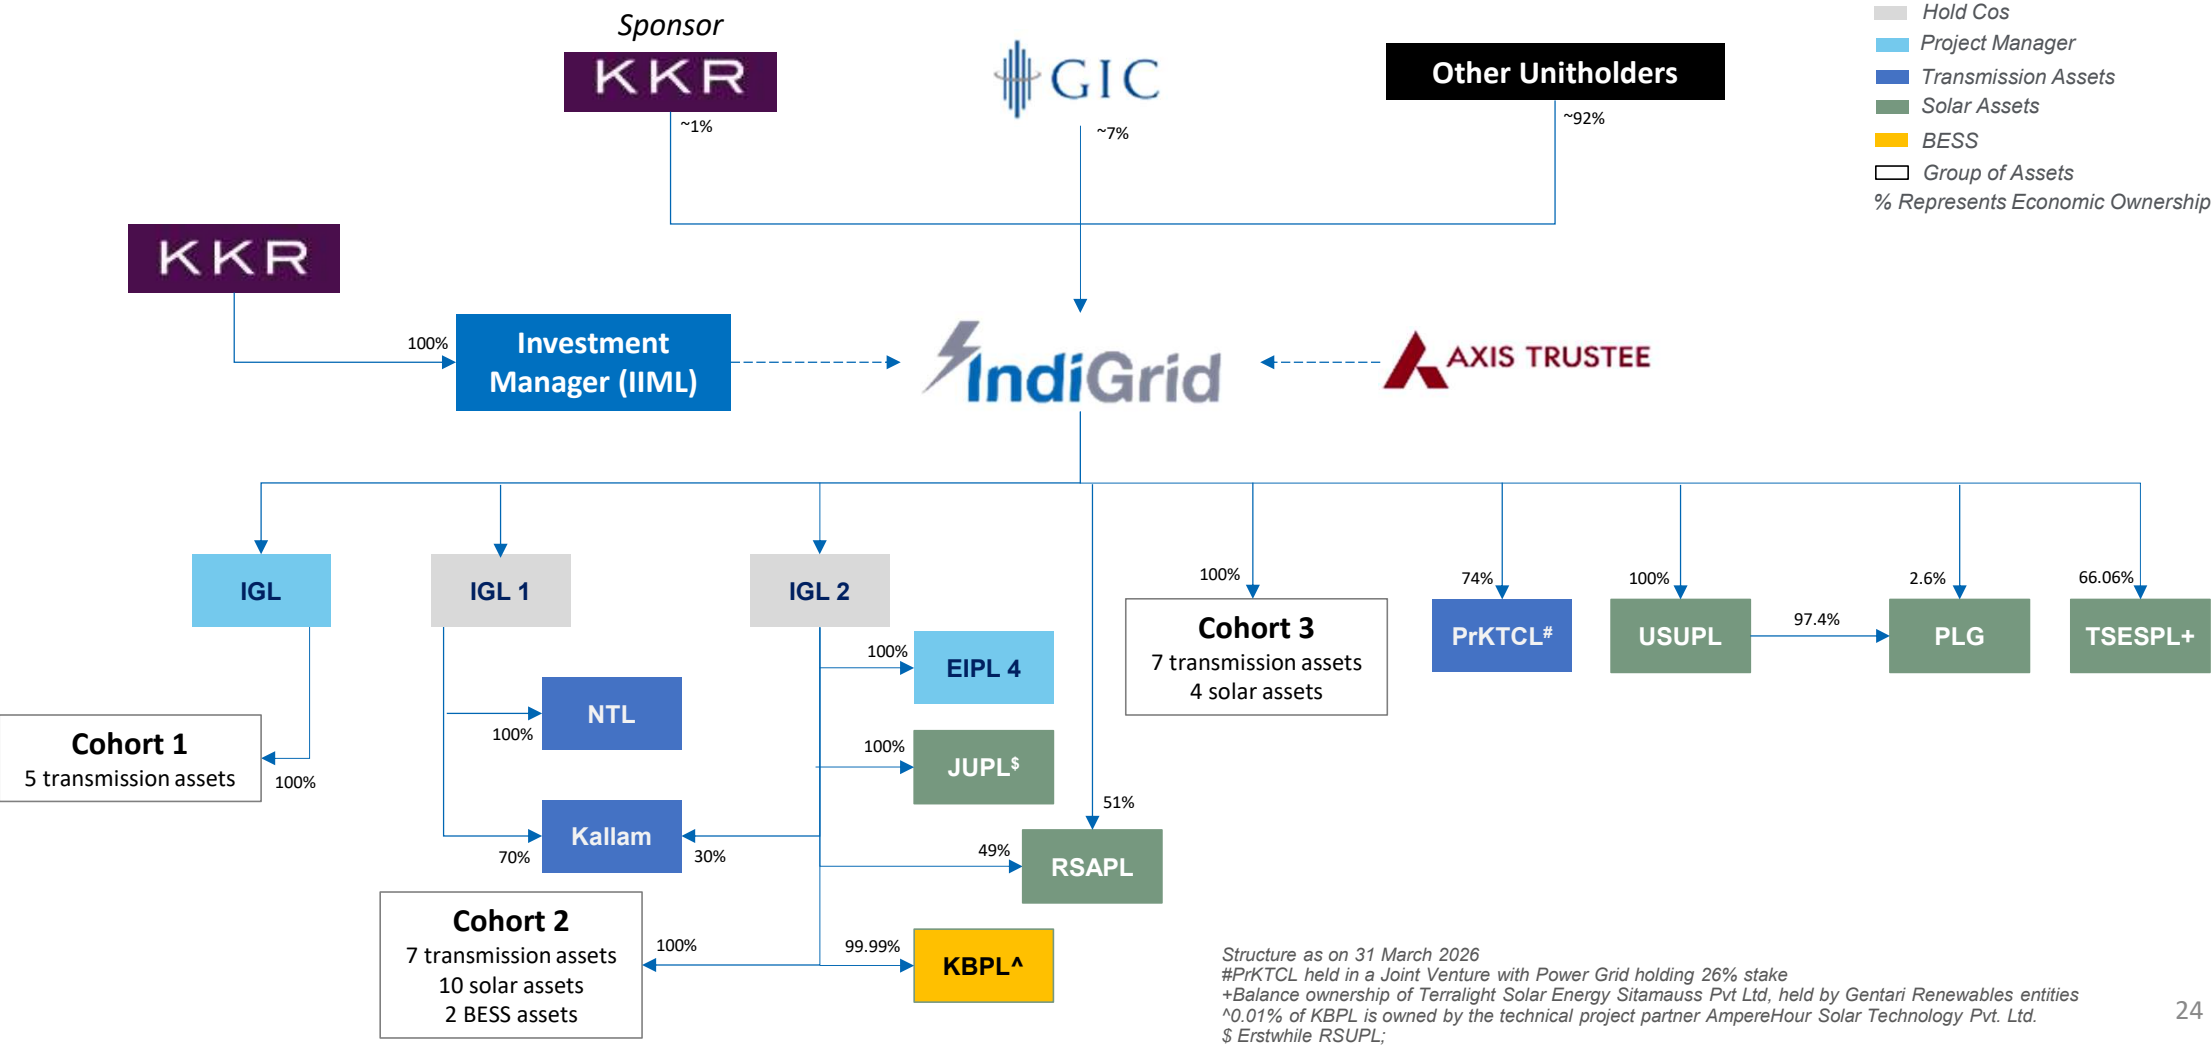 Sponsor
KKR
GIC
Other Unitholders
Hold Cos
Project Manager
Transmission Assets
Solar Assets
BESS
Group of Assets
% Represents Economic Ownership
~1%
~7%
~92%
KKR
100%
Investment
Manager (IIML)
IndiGrid
AXIS TRUSTEE
IGL
IGL 1
IGL 2
100%
Cohort 3
7 transmission assets
4 solar assets
74%
PrKTCL#
100%
USUPL
97.4%
2.6%
PLG
66.06%
TSESPL+
100%
EIPL 4
NTL
100%
Cohort 1
5 transmission assets
100%
100%
JUPL$
Kallam
70%
30%
51%
49%
RSAPL
Cohort 2
7 transmission assets
10 solar assets
2 BESS assets
100%
99.99%
KBPL^
Structure as on 31 March 2026
#PrKTCL held in a Joint Venture with Power Grid holding 26% stake
+Balance ownership of Terralight Solar Energy Sitamauss Pvt Ltd, held by Gentari Renewables entities
^0.01% of KBPL is owned by the technical project partner AmpereHour Solar Technology Pvt. Ltd.
$ Erstwhile RSUPL;
24